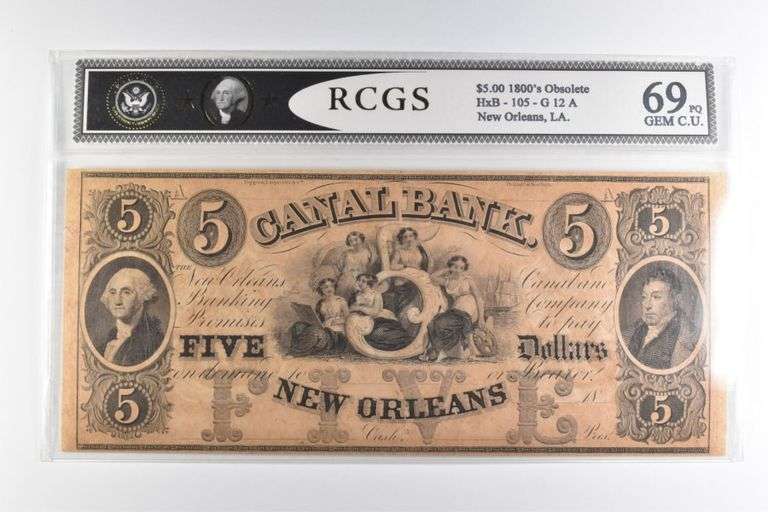 RCGS
$5.00 1800's Obsolete
HxB - 105 - G 12 A
New Orleans, LA.
69 PQ
GEM C.U.
A
A
5
5
CANAL BANK.
5
5
THE
New Orleans Canal and
Banking Company
Promises to pay
FIVE 5 Dollars
on demand to or Bearer
FIVE
NEW ORLEANS
18
5
5
Cash.r
Pres.